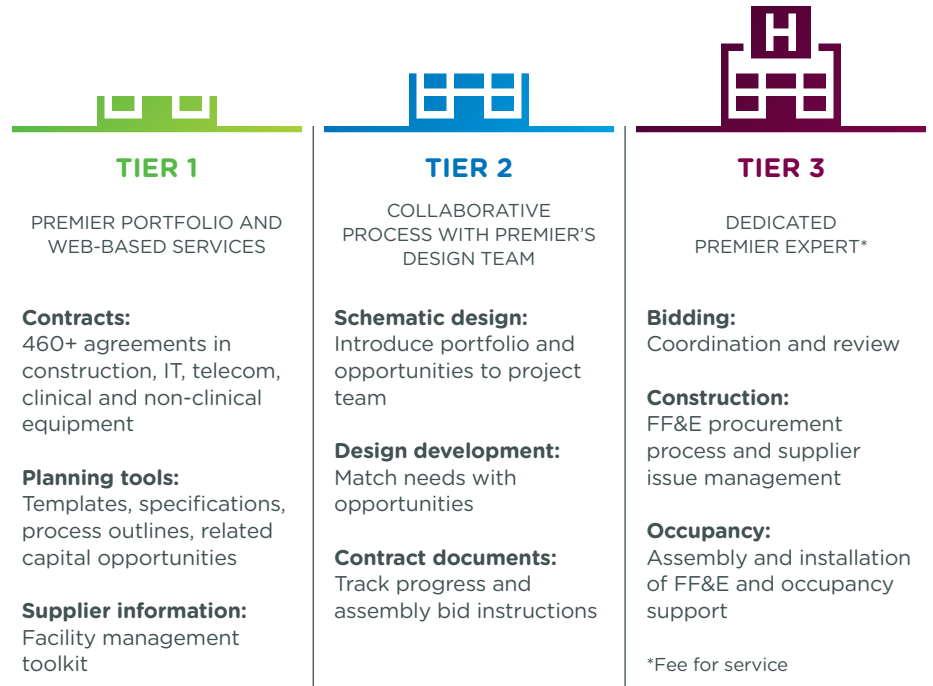 H
TIER 1
PREMIER PORTFOLIO AND
WEB-BASED SERVICES
Contracts:
460+ agreements in
construction, IT, telecom,
clinical and non-clinical
equipment
Planning tools:
Templates, specifications,
process outlines, related
capital opportunities
Supplier information:
Facility management
toolkit
TIER 2
COLLABORATIVE
PROCESS WITH PREMIER’S
DESIGN TEAM
Schematic design:
Introduce portfolio and
opportunities to project
team
Design development:
Match needs with
opportunities
Contract documents:
Track progress and
assembly bid instructions
TIER 3
DEDICATED
PREMIER EXPERT*
Bidding:
Coordination and review
Construction:
FF&E procurement
process and supplier
issue management
Occupancy:
Assembly and installation
of FF&E and occupancy
support
*Fee for service